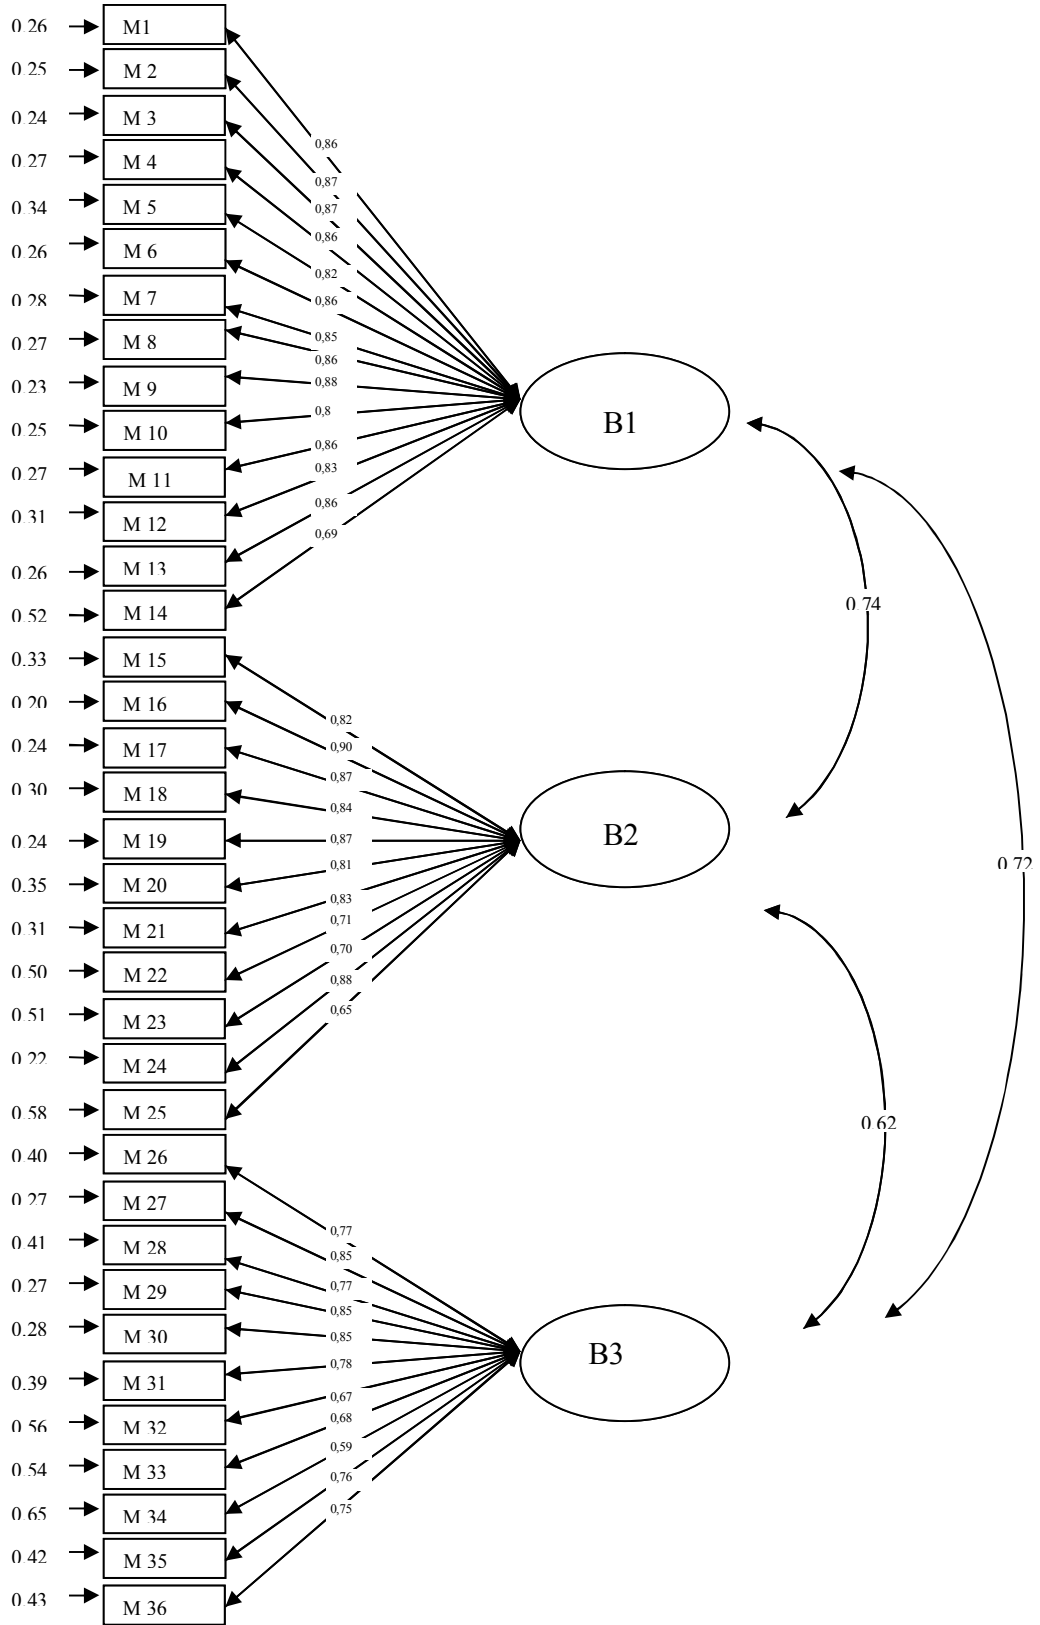 0.26 M1
0.25 M 2
0.24 M 3
0.27 M 4
0.34 M 5
0.26 M 6
0.28 M 7
0.27 M 8
0.23 M 9
0.25 M 10
0.27 M 11
0.31 M 12
0.26 M 13
0.52 M 14
0.33 M 15
0.20 M 16
0.24 M 17
0.30 M 18
0.24 M 19
0.35 M 20
0.31 M 21
0.50 M 22
0.51 M 23
0.22 M 24
0.58 M 25
0.40 M 26
0.27 M 27
0.41 M 28
0.27 M 29
0.28 M 30
0.39 M 31
0.56 M 32
0.54 M 33
0.65 M 34
0.42 M 35
0.43 M 36
0,86
0,87
0,87
0,86
0,82
0,86
0,85
0,86
0,88
0,8
0,86
0,83
0,86
0,69
0,82
0,90
0,87
0,84
0,87
0,81
0,83
0,71
0,70
0,88
0,65
0,77
0,85
0,77
0,85
0,85
0,78
0,67
0,68
0,59
0,76
0,75
B1
B2
B3
0.74
0.72
0.62